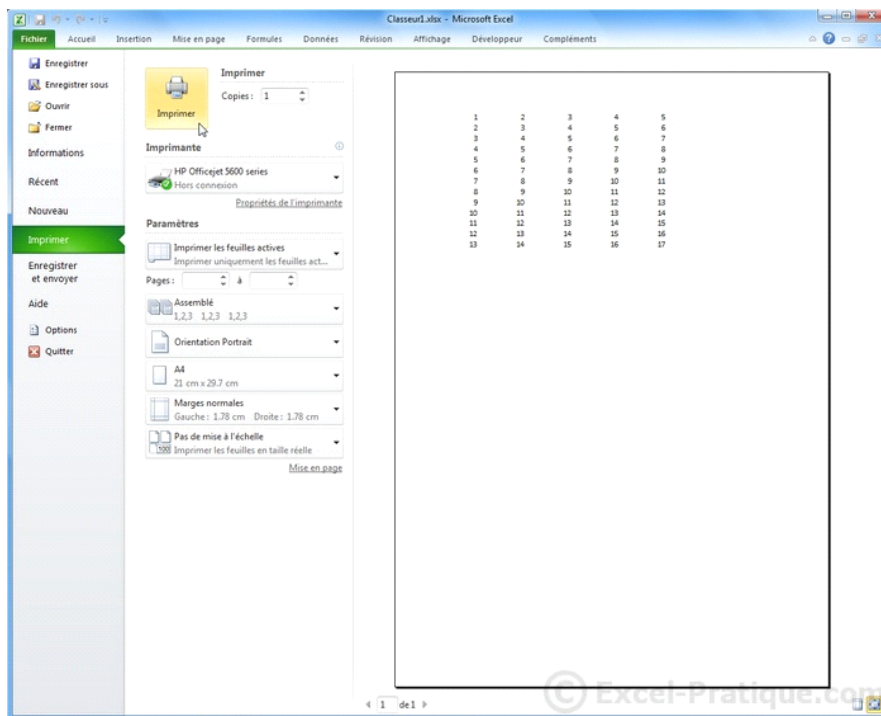 Classeur1.xlsx - Microsoft Excel
Fichier Accueil Insertion Mise en page Formules Données Révision Affichage Développeur Compléments
Enregistrer
Enregistrer sous
Ouvrir
Fermer
Informations
Récent
Nouveau
Imprimer
Enregistrer
et envoyer
Aide
Options
Quitter
Imprimer
Imprimer
Copies : 1
Imprimante
HP Officejet 5600 series
Hors connexion
Propriétés de l'imprimante
Paramètres
Imprimer les feuilles actives
Imprimer uniquement les feuilles act...
Pages : à
Assemblé
1,2,3 1,2,3 1,2,3
Orientation Portrait
A4
21 cm x 29.7 cm
Marges normales
Gauche : 1.78 cm Droite : 1.78 cm
Pas de mise à l'échelle
100 Imprimer les feuilles en taille réelle
Mise en page
1 2 3 4 5
2 3 4 5 6
3 4 5 6 7
4 5 6 7 8
5 6 7 8 9
6 7 8 9 10
7 8 9 10 11
8 9 10 11 12
9 10 11 12 13
10 11 12 13 14
11 12 13 14 15
12 13 14 15 16
13 14 15 16 17
1 de 1
© Excel-Pratique.com